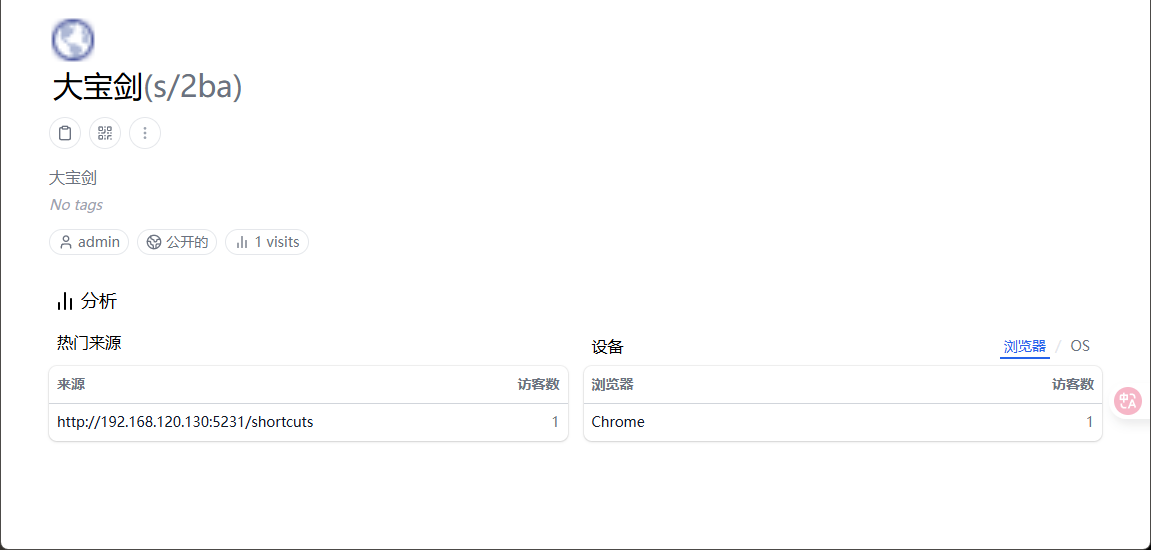 大宝剑(s/2ba)
大宝剑
No tags
admin 公开的 1 visits
分析
热门来源
设备 浏览器 / OS
来源 访客数
浏览器 访客数
http://192.168.120.130:5231/shortcuts 1
Chrome 1
中 A